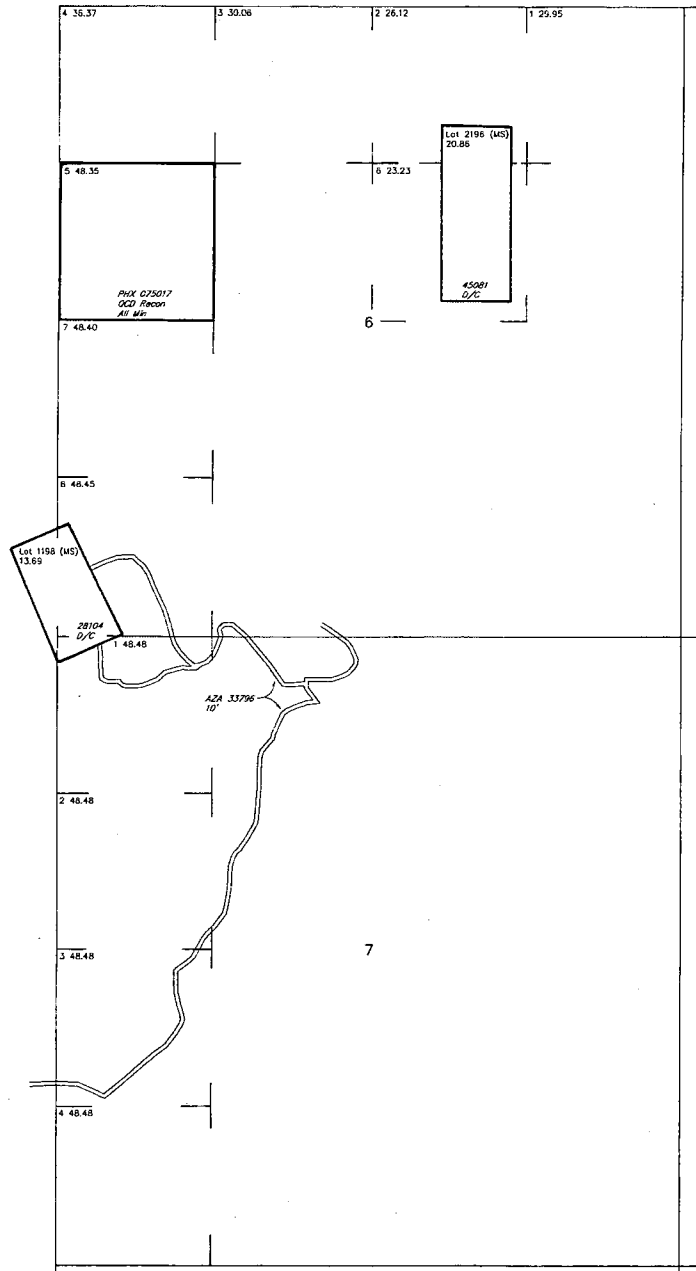 4 36.37
3 30.06
2 26.12
1 29.95
Lot 2196 (MS)
20.86
5 48.35
6 23.23
PHX 075017
OCD Recon
All Min
45081
D/C
7 48.40
6
6 48.45
Lot 1198 (MS)
13.69
28104
D/C
1 48.48
AZA 33796
10'
2 48.48
3 48.48
7
4 48.48